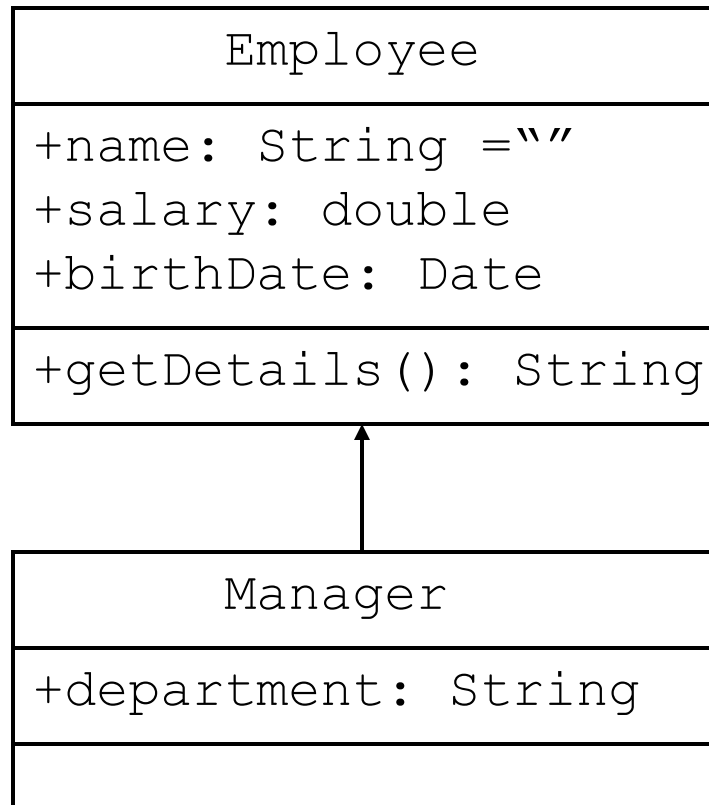 Employee
+name: String =“”
+salary: double
+birthDate: Date
+getDetails(): String
Manager
+department: String